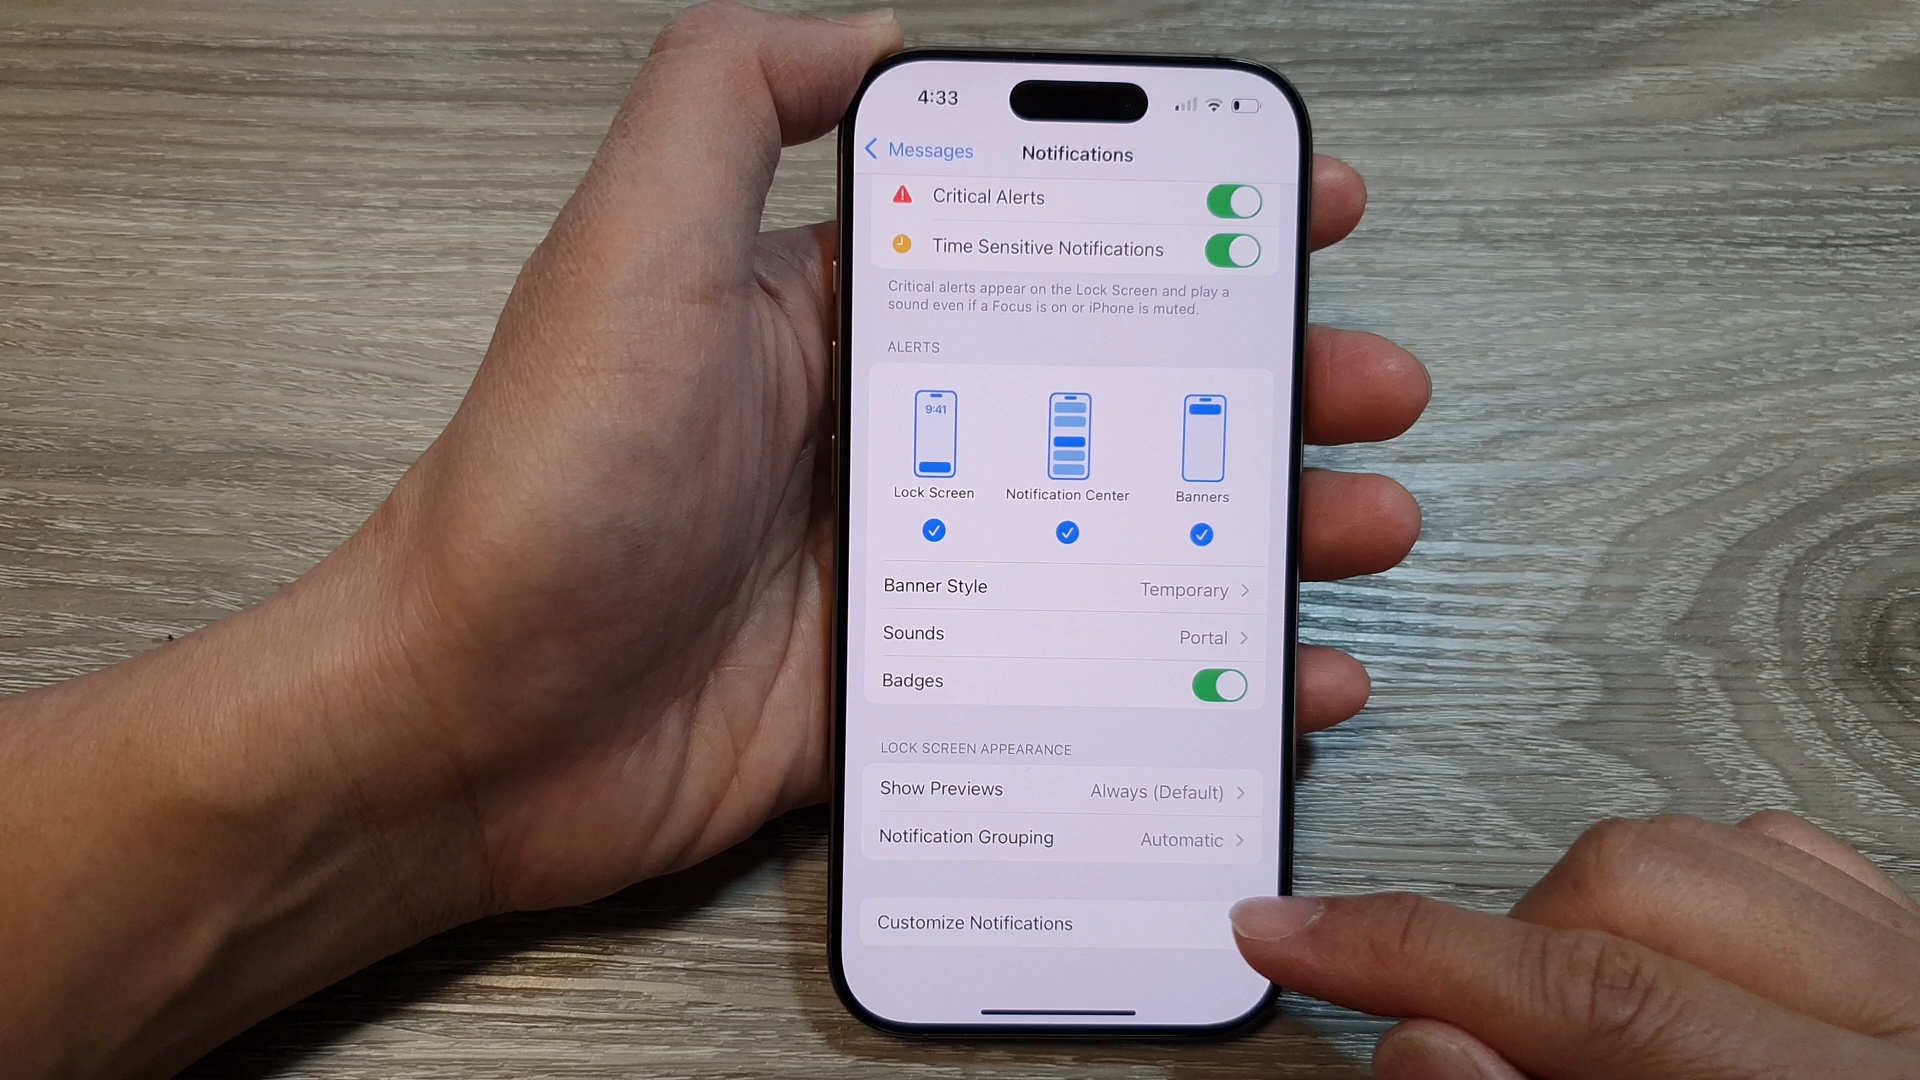 4:33
Messages
Notifications
Critical Alerts
Time Sensitive Notifications
Critical alerts appear on the Lock Screen and play a
sound even if a Focus is on or iPhone is muted.
ALERTS
9:41
Lock Screen
Notification Center
Banners
Banner Style
Temporary
Sounds
Portal
Badges
LOCK SCREEN APPEARANCE
Show Previews
Always (Default)
Notification Grouping
Automatic
Customize Notifications